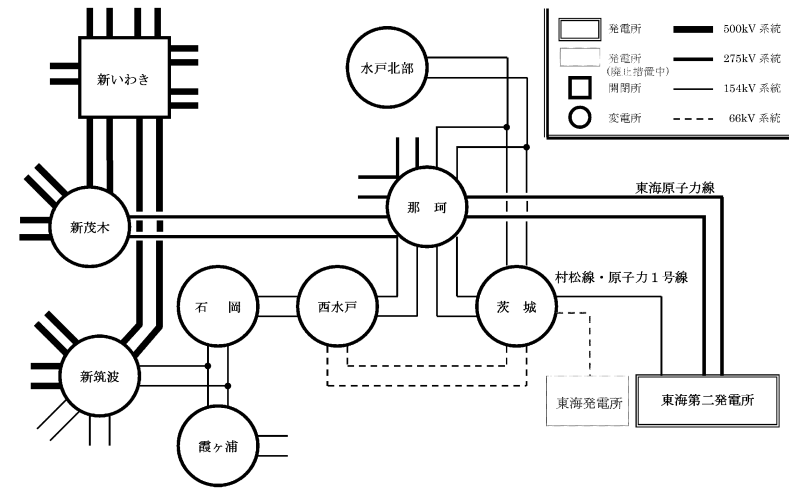 発電所
500kV 系統
発電所
(廃止措置中)
275kV 系統
開閉所
154kV 系統
変電所
66kV 系統
新いわき
水戸北部
新茂木
那 珂
東海原子力線
石 岡
西水戸
茨 城
村松線・原子力1号線
新筑波
東海発電所
東海第二発電所
霞ヶ浦